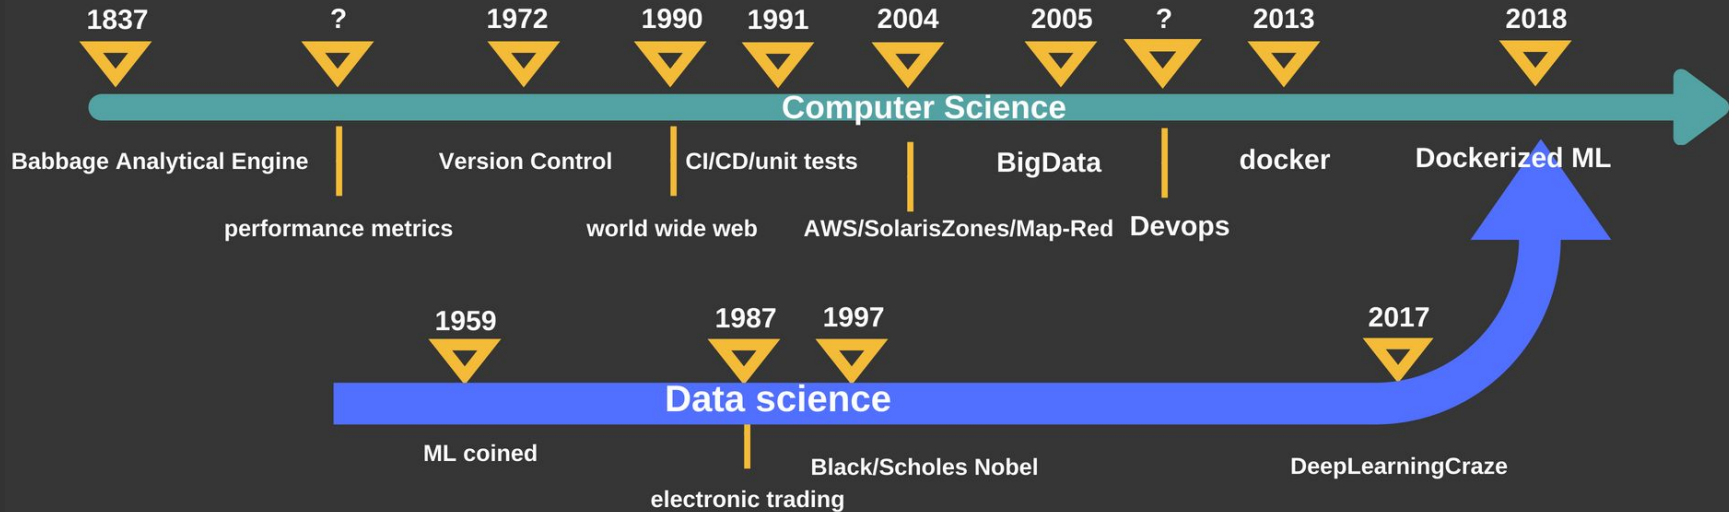 1837 ? 1972 1990 1991 2004 2005 ? 2013 2018
Computer Science
Babbage Analytical Engine Version Control CI/CD/unit tests BigData docker Dockerized ML
performance metrics world wide web AWS/SolarisZones/Map-Red Devops
1959 1987 1997 2017
Data science
ML coined Black/Scholes Nobel DeepLearningCraze
electronic trading